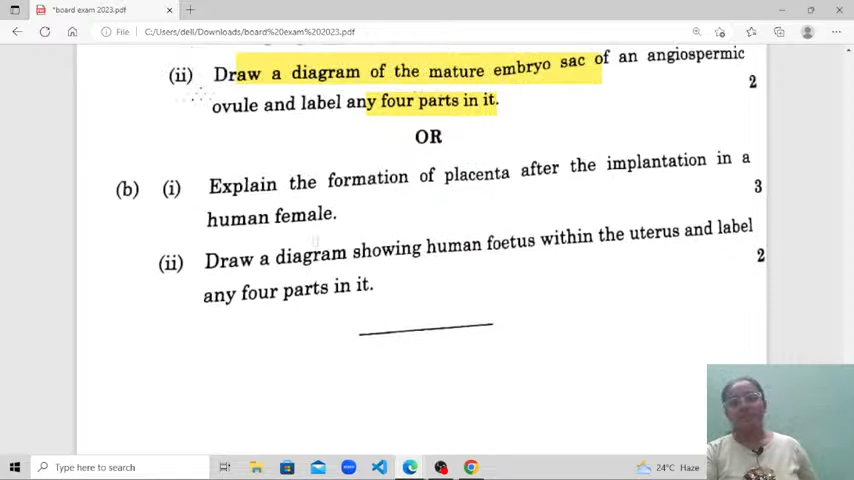 *board exam 2023.pdf
File
C:/Users/dell/Downloads/board%20exam%202023.pdf
(ii) Draw a diagram of the mature embryo sac of an angiospermic
ovule and label any four parts in it. 2
OR
(b) (i) Explain the formation of placenta after the implantation in a
human female. 3
(ii) Draw a diagram showing human foetus within the uterus and label
any four parts in it. 2
Type here to search
24°C Haze